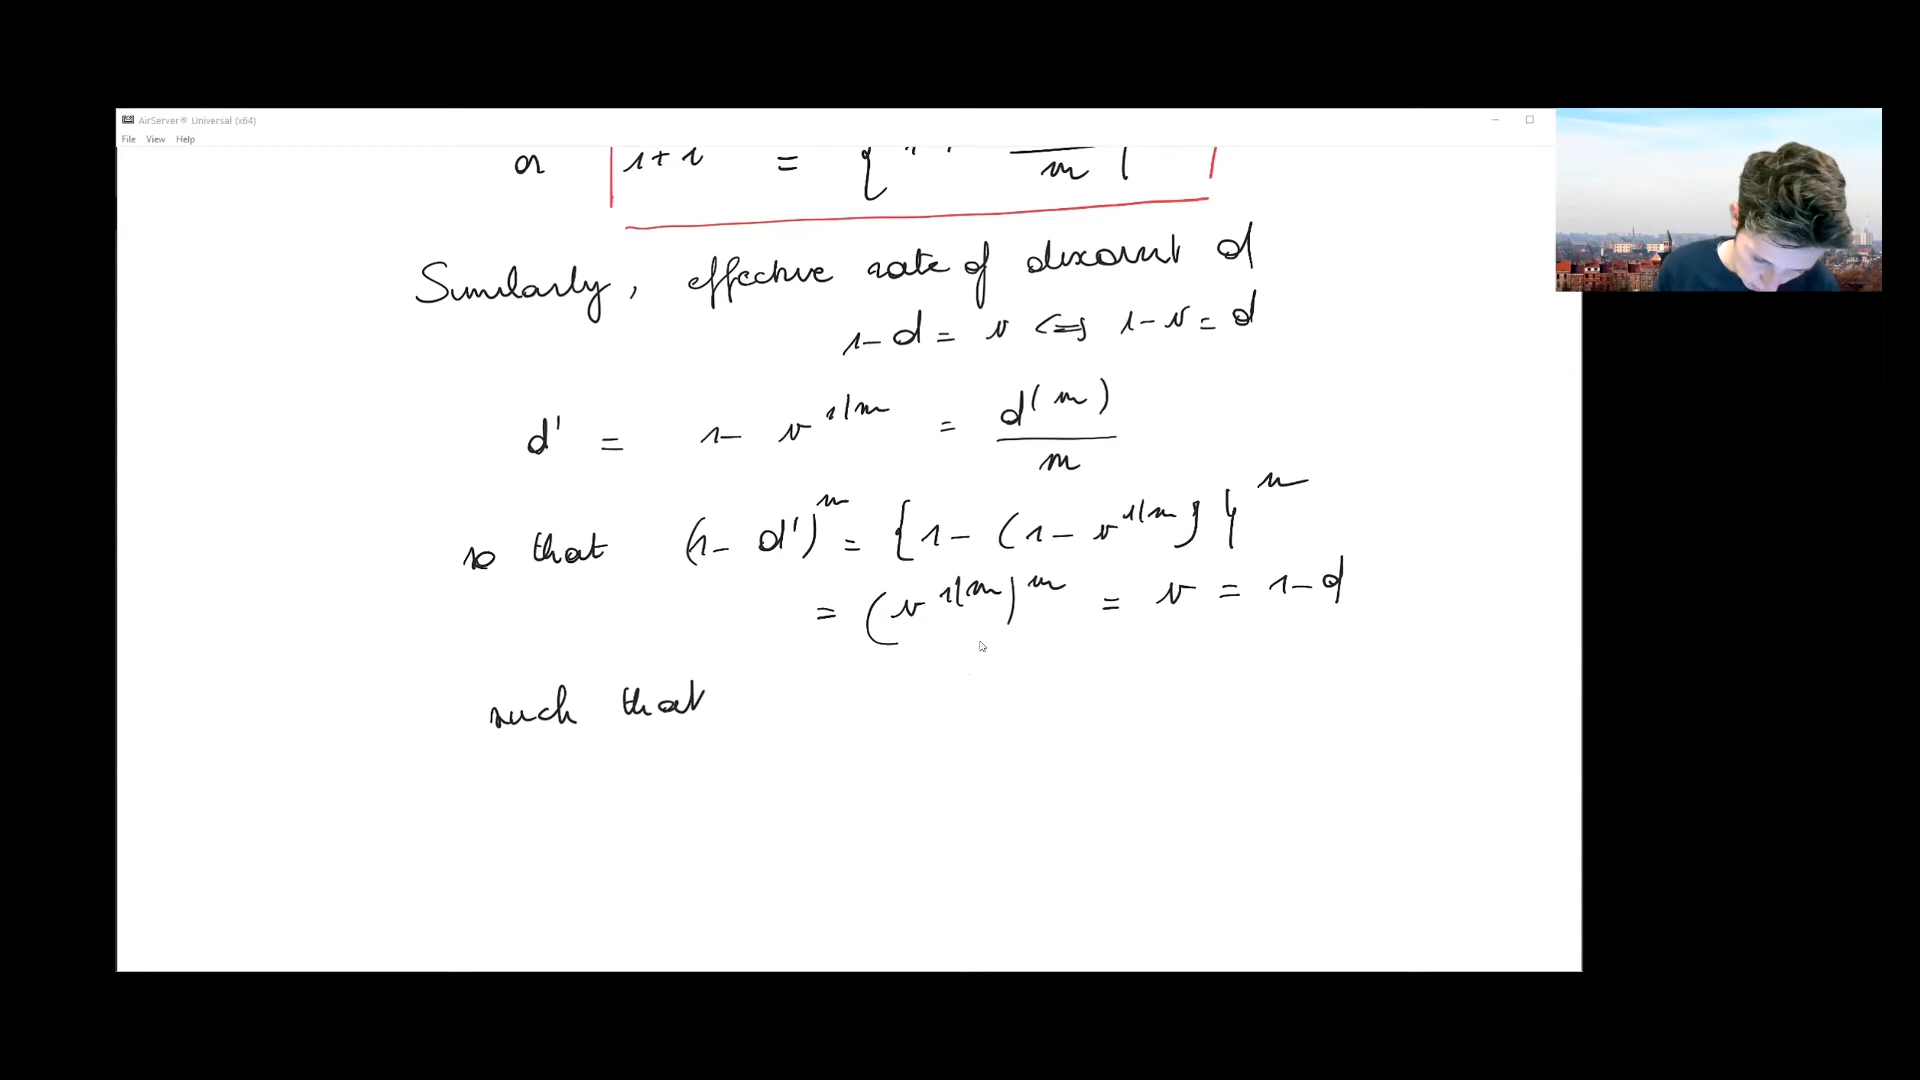 AirServer® Universal (x64)
File View Help
or 1+i = { m
Similarly, effective rate of discount d
1-d = v <=> 1-v = d
d' = 1- v^{1/m} = d^{(m)} / m
so that (1- d')^m = {1- (1- v^{1/m})}^m
= (v^{1/m})^m = v = 1-d
such that